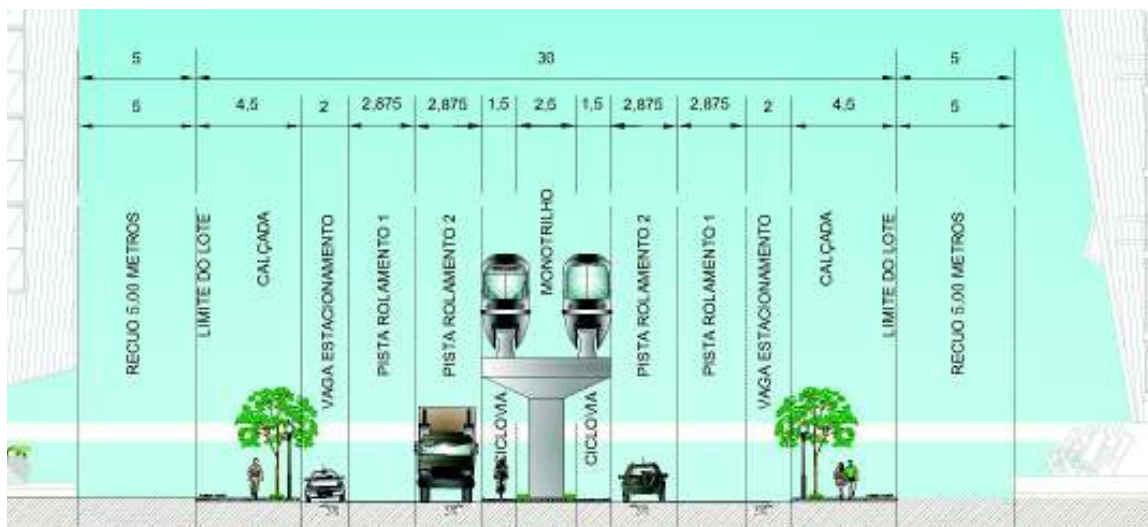 5 30 5
5 4,5 2 2,875 2,875 1,5 2,5 1,5 2,875 2,875 2 4,5 5
RECUO 5,00 METROS
LIMITE DO LOTE
CALÇADA
VAGA ESTACIONAMENTO
PISTA ROLAMENTO 1
PISTA ROLAMENTO 2
CICLOVIA
MONOTRILHO
CICLOVIA
PISTA ROLAMENTO 2
PISTA ROLAMENTO 1
VAGA ESTACIONAMENTO
CALÇADA
LIMITE DO LOTE
RECUO 5,00 METROS